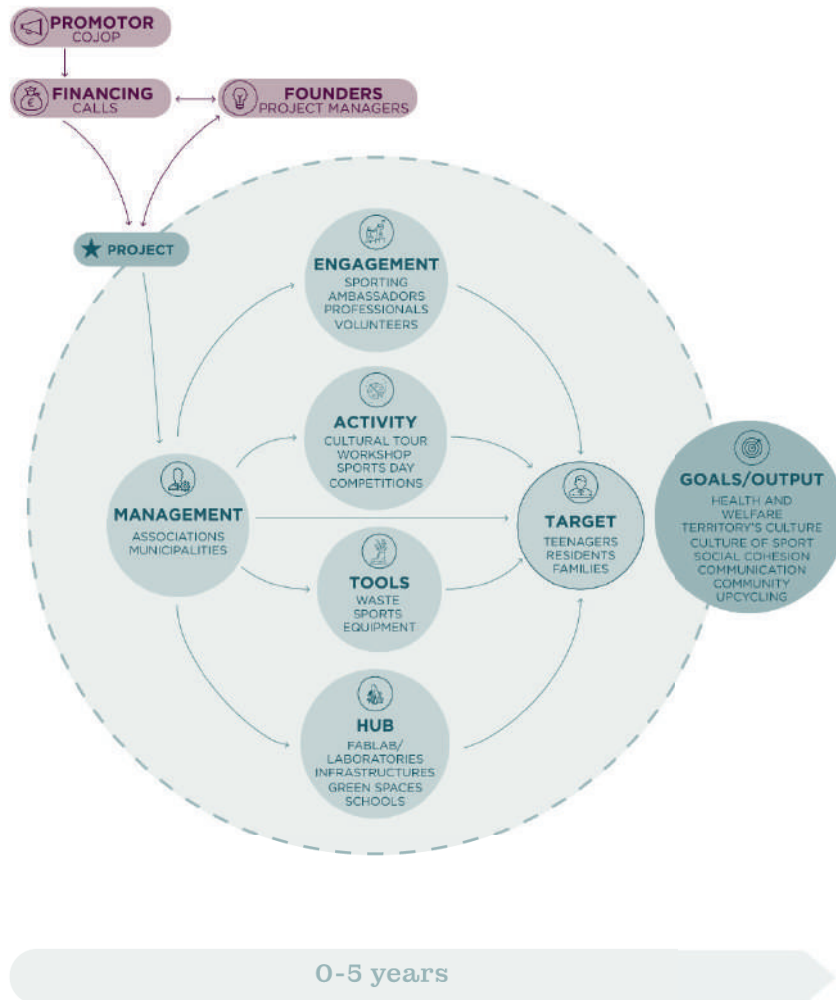 PROMOTOR
COJOP
FINANCING
CALLS
FOUNDERS
PROJECT MANAGERS
PROJECT
ENGAGEMENT
SPORTING
AMBASSADORS
PROFESSIONALS
VOLUNTEERS
ACTIVITY
CULTURAL TOUR
WORKSHOP
SPORTS DAY
COMPETITIONS
MANAGEMENT
ASSOCIATIONS
MUNICIPALITIES
TOOLS
WASTE
SPORTS
EQUIPMENT
HUB
FABLAB/
LABORATORIES
INFRASTRUCTURES
GREEN SPACES
SCHOOLS
TARGET
TEENAGERS
RESIDENTS
FAMILIES
GOALS/OUTPUT
HEALTH AND
WELFARE
TERRITORY'S CULTURE
CULTURE OF SPORT
SOCIAL COHESION
COMMUNICATION
COMMUNITY
UPCYCLING
0-5 years